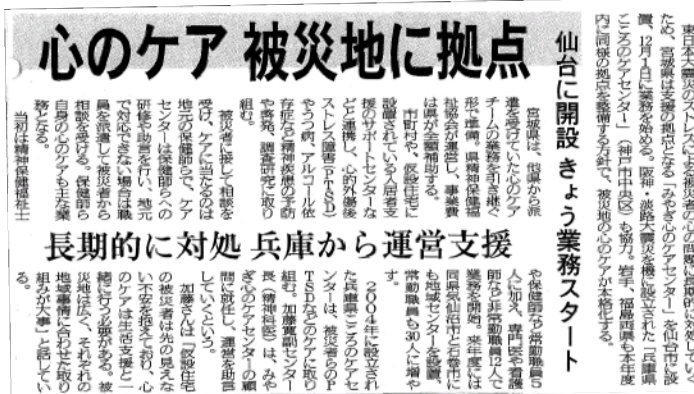 心のケア 被災地に拠点
仙台に開設 きょう業務スタート
長期的に対処 兵庫から運営支援
東日本大震災のストレスによる被災者の心の問題に長期的に対処していく
ため、宮城県は支援の拠点となる「みやぎ心のケアセンター」を仙台市に設
置、12月1日に業務を始める。阪神・淡路大震災を機に設立された「兵庫県
こころのケアセンター」(神戸市中央区)も協力。岩手、福島両県も本年度
内に同様の拠点を整備する方針で、被災地の心のケアが本格化する。
宮城県は、他県から派
遣を受けていた心のケア
チームの業務を引き継ぐ
形で準備。県精神保健福
祉協会が運営し、事業費
は県が全額補助する。
市町村や、仮設住宅に
設置されている入居者支
援のサポートセンターな
どと連携し、心的外傷後
ストレス障害(PTSD)
やうつ病、アルコール依
存症など精神疾患の予防
や啓発、調査研究に取り
組む。
被災者に接して相談を
受け、ケアに当たるのは
地元の保健師らで、ケア
センターは保健師らへの
研修や助言を行い、地元
で対応できない場合は職
員を派遣して被災者から
相談を受ける。保健師ら
自身の心のケアも主な業
務となる。
当初は精神保健福祉士
や保健師など常勤職員5
人に加え、専門医や看護
師など非常勤職員12人で
業務を開始。来年度には
同県気仙沼市と石巻市に
も地域センターを設置、
常勤職員も30人に増や
す。
2004年に設立され
た兵庫県こころのケアセ
ンターは、被災者らのP
TSDなどのケアに取り
組む。加藤寛副センター
長(精神科医)は、みや
ぎ心のケアセンターの顧
問に就任し、運営を助言
していくという。
加藤さんは「仮設住宅
の被災者は先の見えな
い不安を抱えており、心
のケアは生活支援と一
緒に行う必要がある。被
災地は広く、それぞれの
地域事情に合わせた取り
組みが大事」と話してい
る。